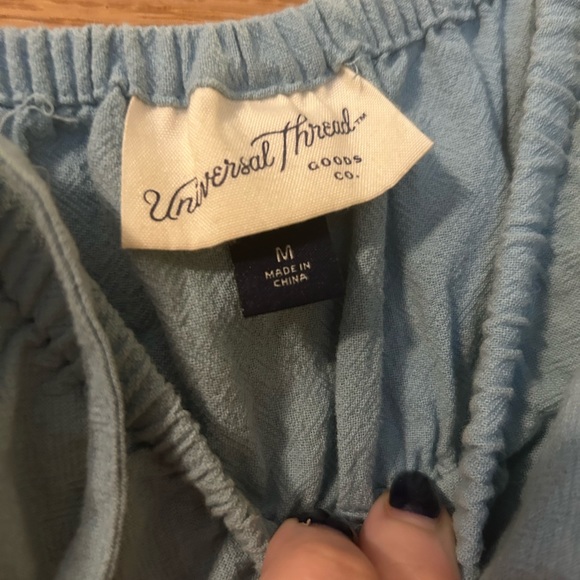 Universal Thread™
GOODS
CO.
M
MADE IN
CHINA